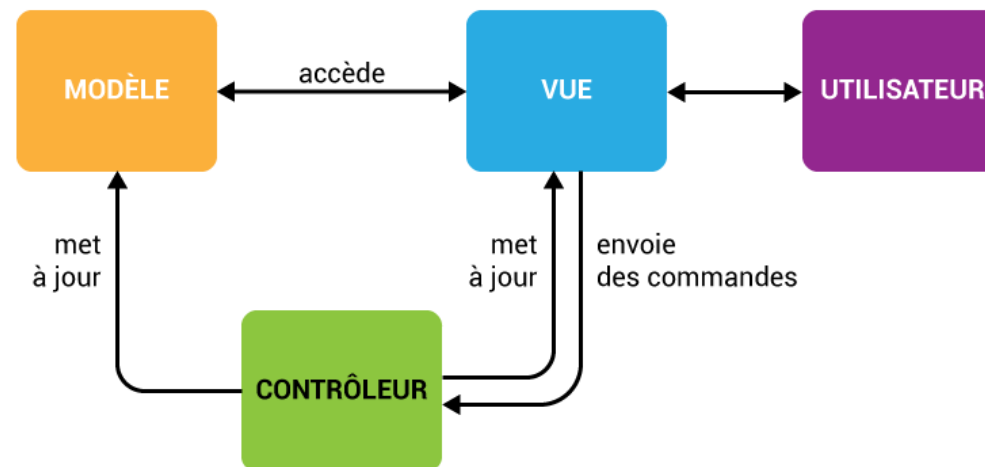 MODÈLE
accède
VUE
UTILISATEUR
met
à jour
met
à jour
envoie
des commandes
CONTRÔLEUR